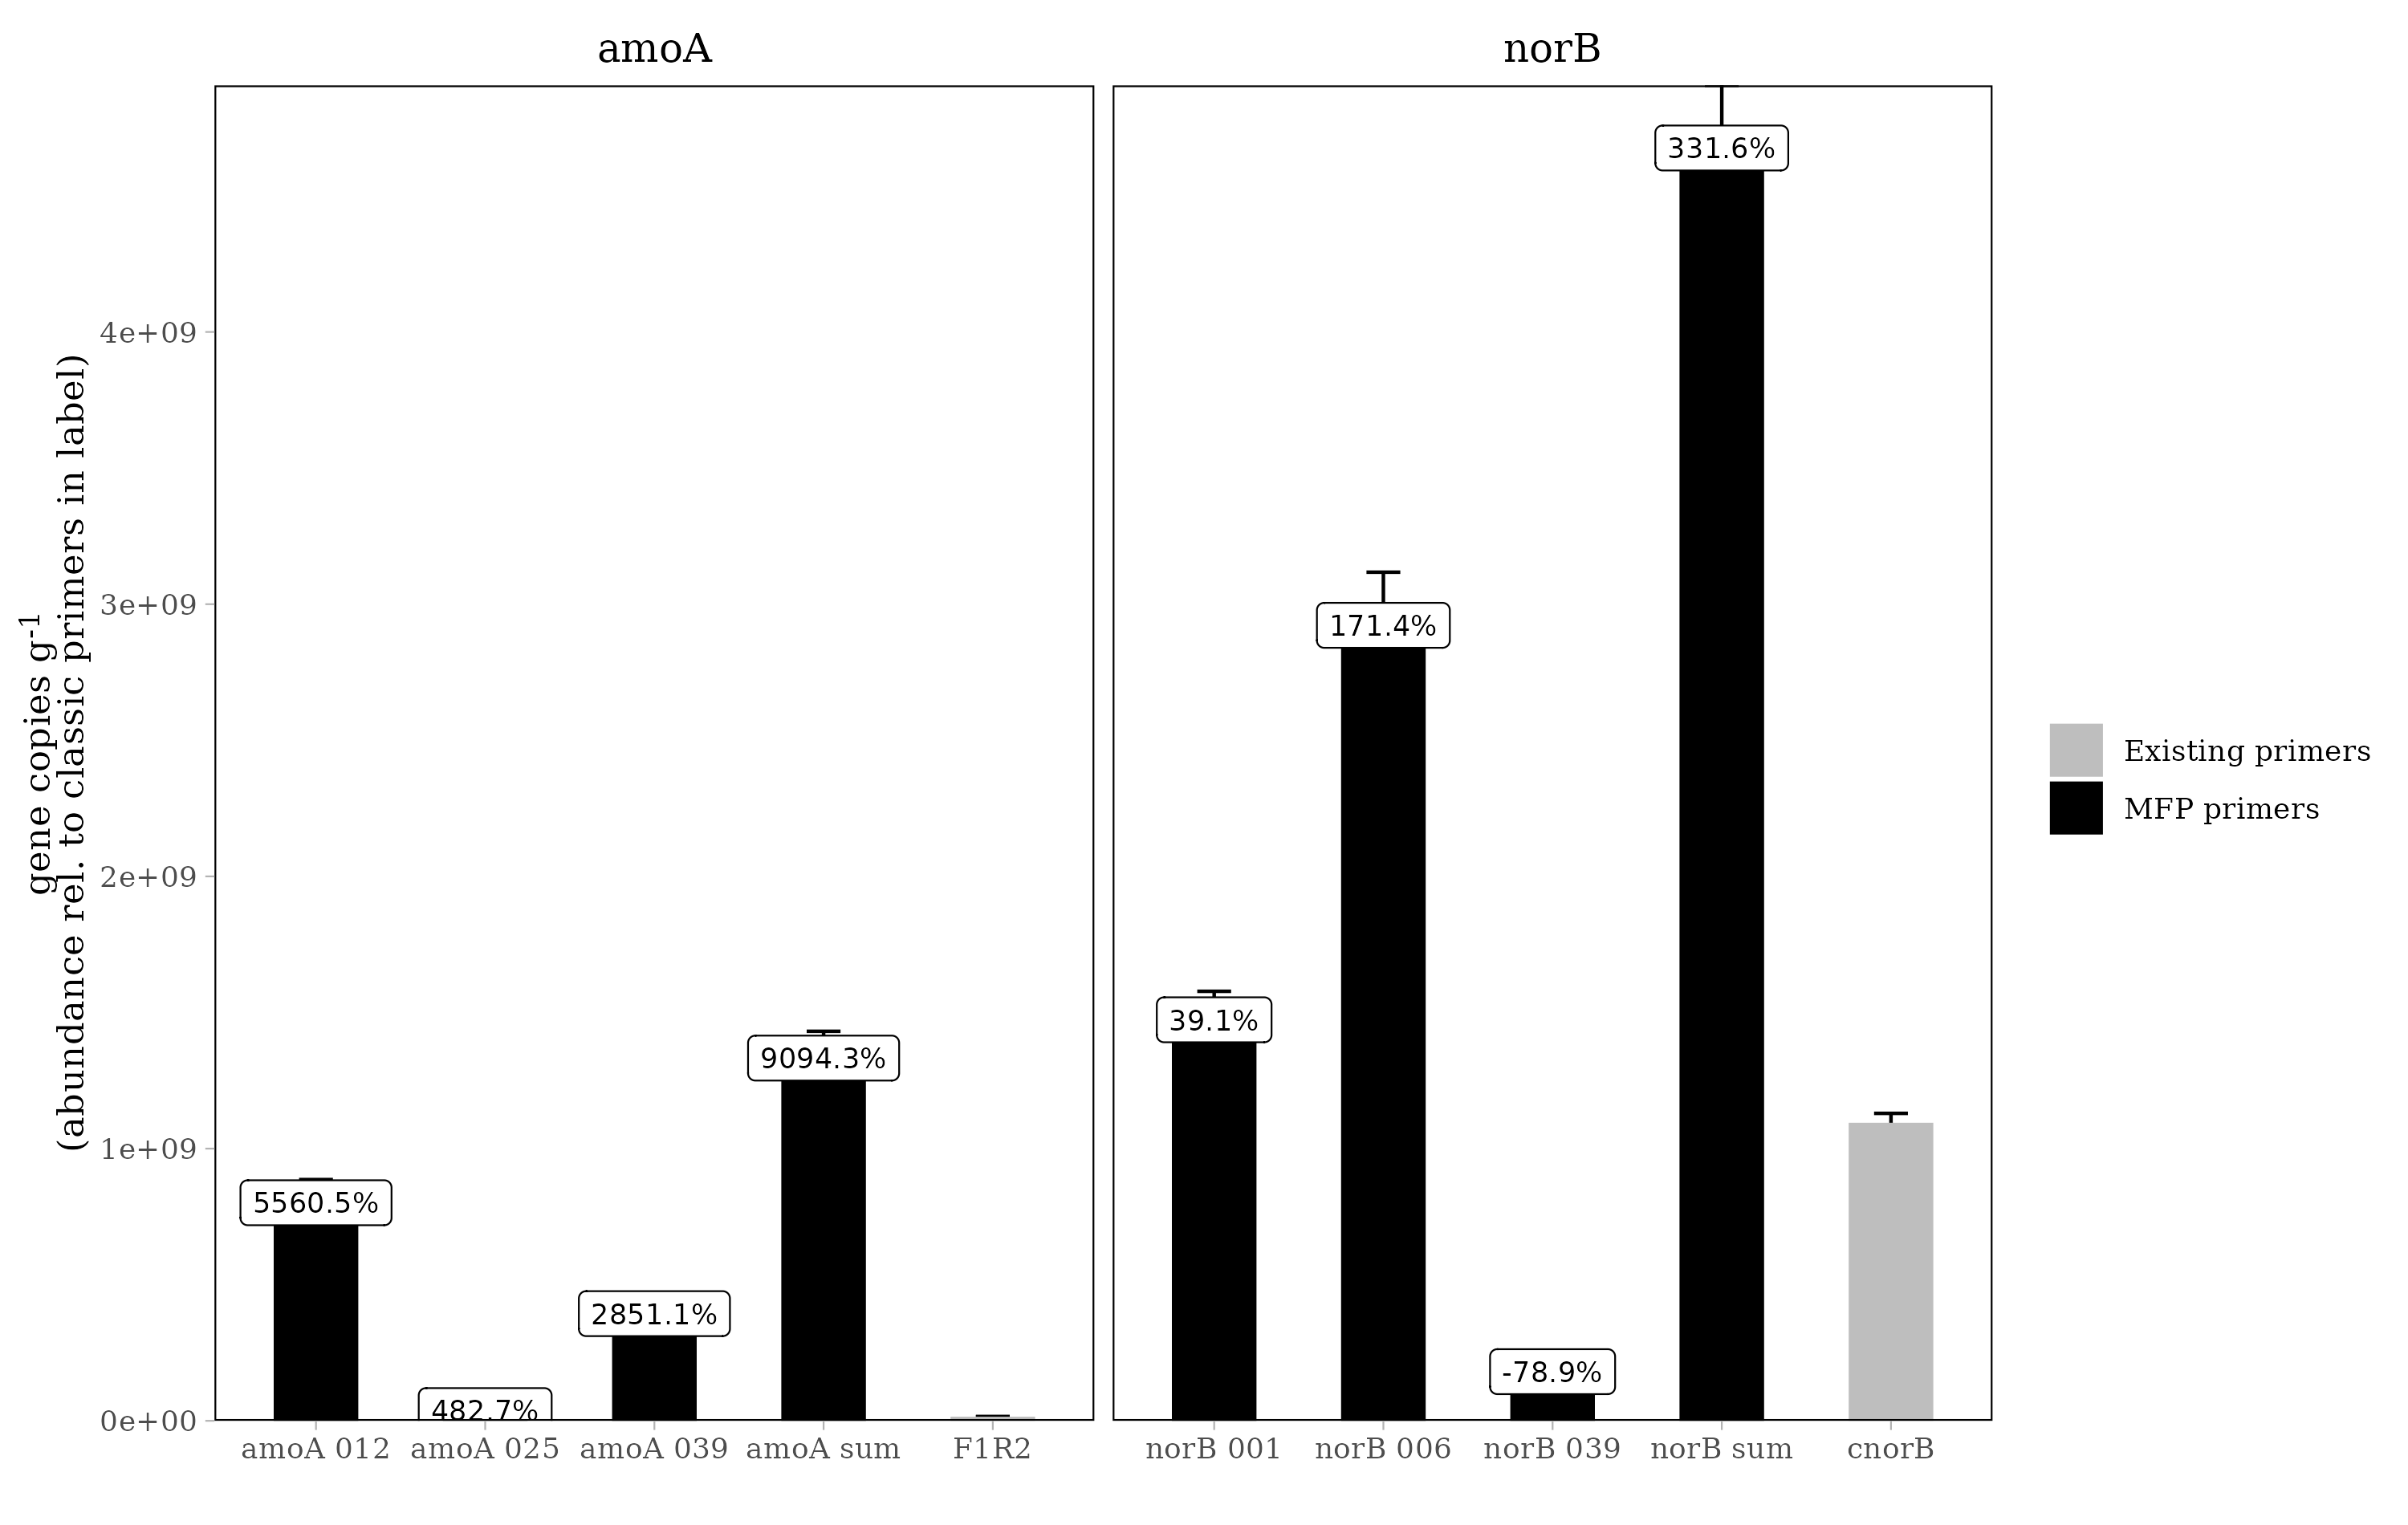 amoA
norB
gene copies g-1
(abundance rel. to classic primers in label)
4e+09
3e+09
2e+09
1e+09
0e+00
5560.5%
482.7%
2851.1%
9094.3%
39.1%
171.4%
-78.9%
331.6%
amoA 012
amoA 025
amoA 039
amoA sum
F1R2
norB 001
norB 006
norB 039
norB sum
cnorB
Existing primers
MFP primers